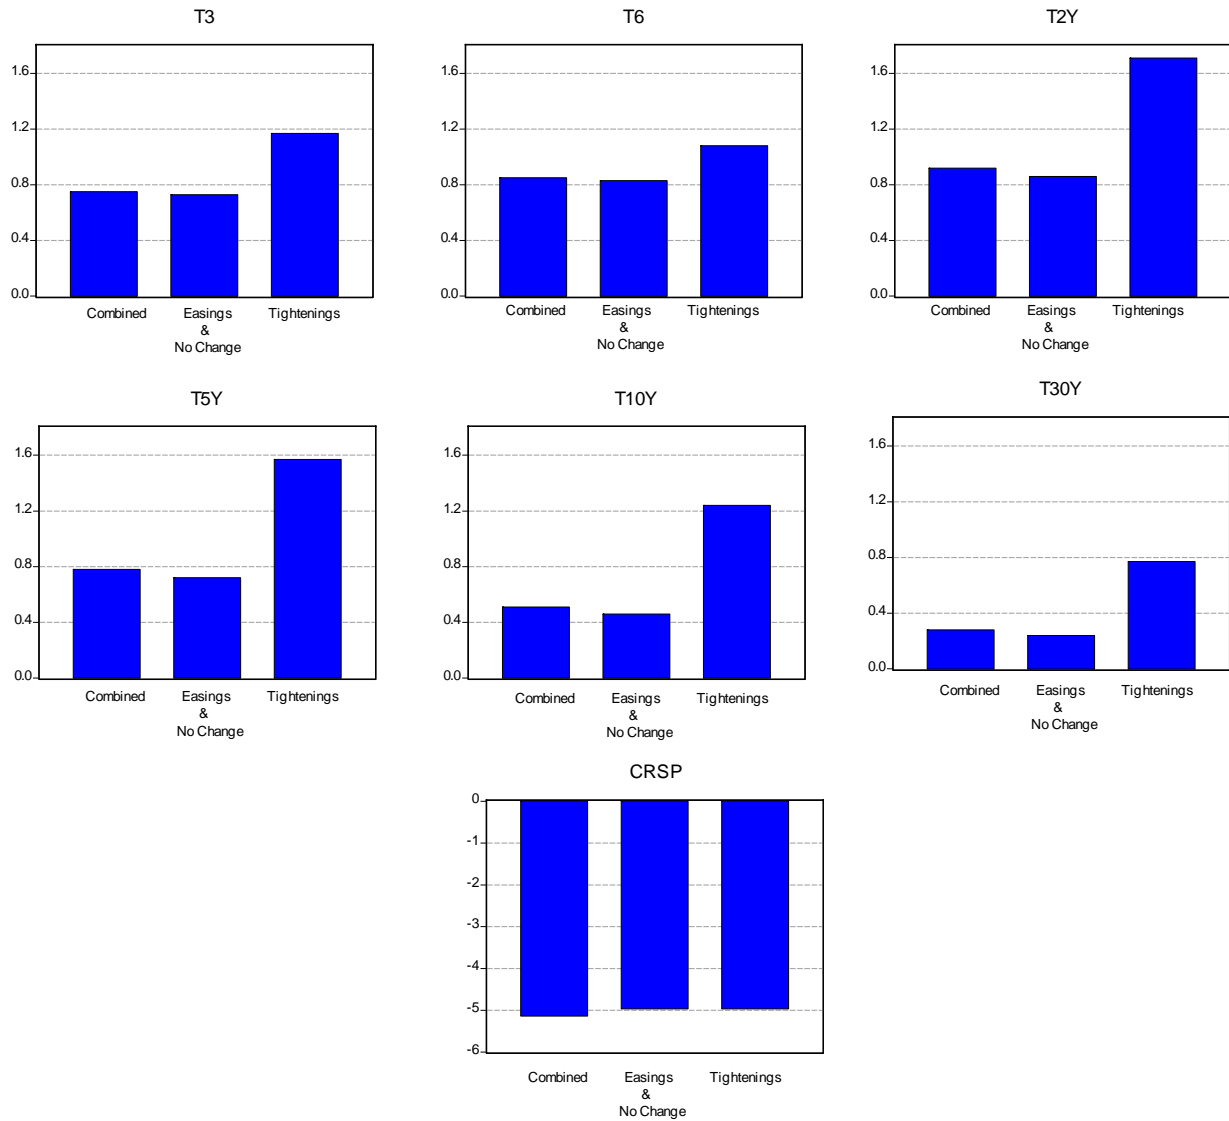 T3
1.6
1.2
0.8
0.4
0.0
Combined
Easings
&
No Change
Tightenings
T6
1.6
1.2
0.8
0.4
0.0
Combined
Easings
&
No Change
Tightenings
T2Y
1.6
1.2
0.8
0.4
0.0
Combined
Easings
&
No Change
Tightenings
T5Y
1.6
1.2
0.8
0.4
0.0
Combined
Easings
&
No Change
Tightenings
T10Y
1.6
1.2
0.8
0.4
0.0
Combined
Easings
&
No Change
Tightenings
T30Y
1.6
1.2
0.8
0.4
0.0
Combined
Easings
&
No Change
Tightenings
CRSP
0
-1
-2
-3
-4
-5
-6
Combined
Easings
&
No Change
Tightenings